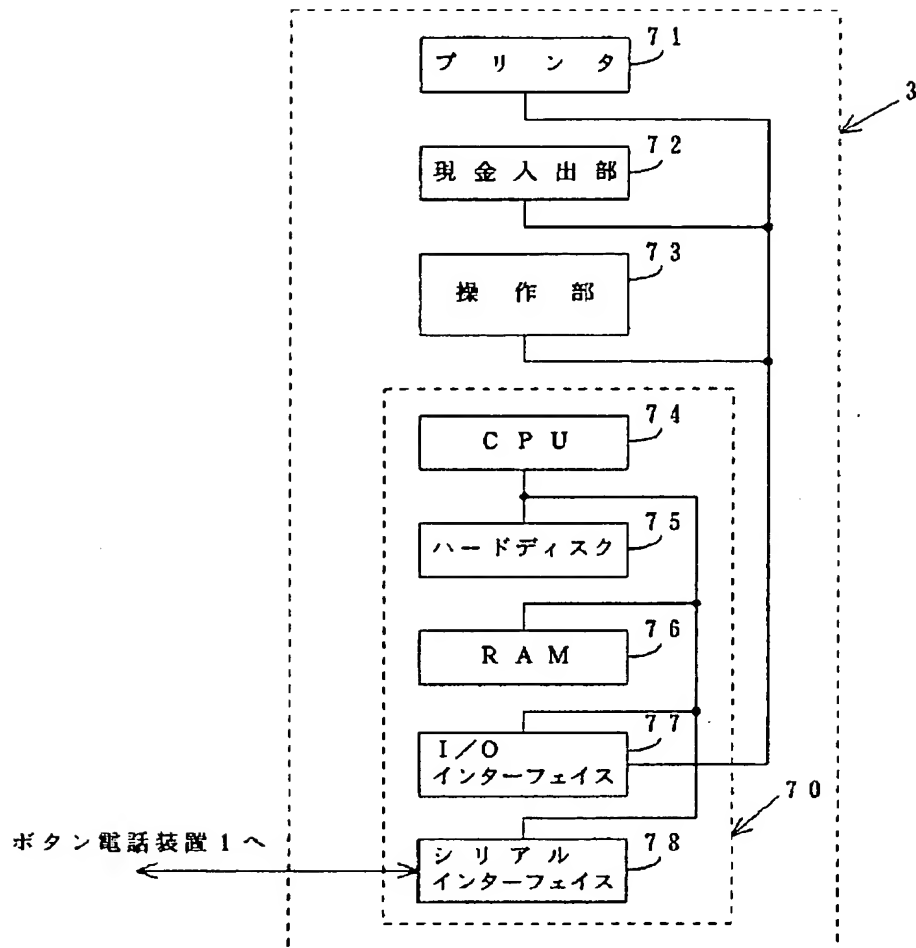 71
プリンタ
3
72
現金入出部
73
操作部
74
CPU
75
ハードディスク
76
RAM
77
I/O
インターフェイス
70
ボタン電話装置1へ
78
シリアル
インターフェイス